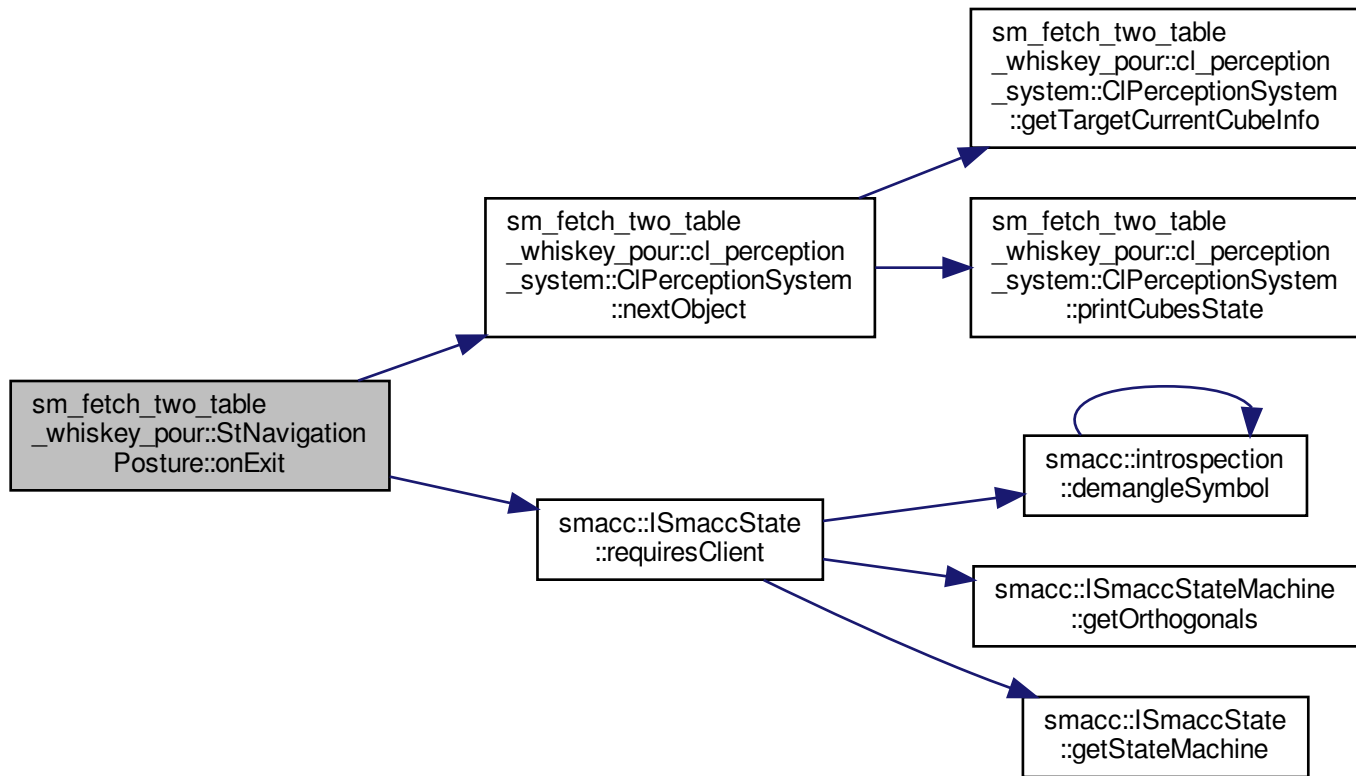 sm_fetch_two_table
_whiskey_pour::cl_perception
_system::ClPerceptionSystem
::getTargetCurrentCubeInfo
sm_fetch_two_table
_whiskey_pour::cl_perception
_system::ClPerceptionSystem
::nextObject
sm_fetch_two_table
_whiskey_pour::cl_perception
_system::ClPerceptionSystem
::printCubesState
sm_fetch_two_table
_whiskey_pour::StNavigation
Posture::onExit
smacc::introspection
::demangleSymbol
smacc::ISmaccState
::requiresClient
smacc::ISmaccStateMachine
::getOrthogonals
smacc::ISmaccState
::getStateMachine